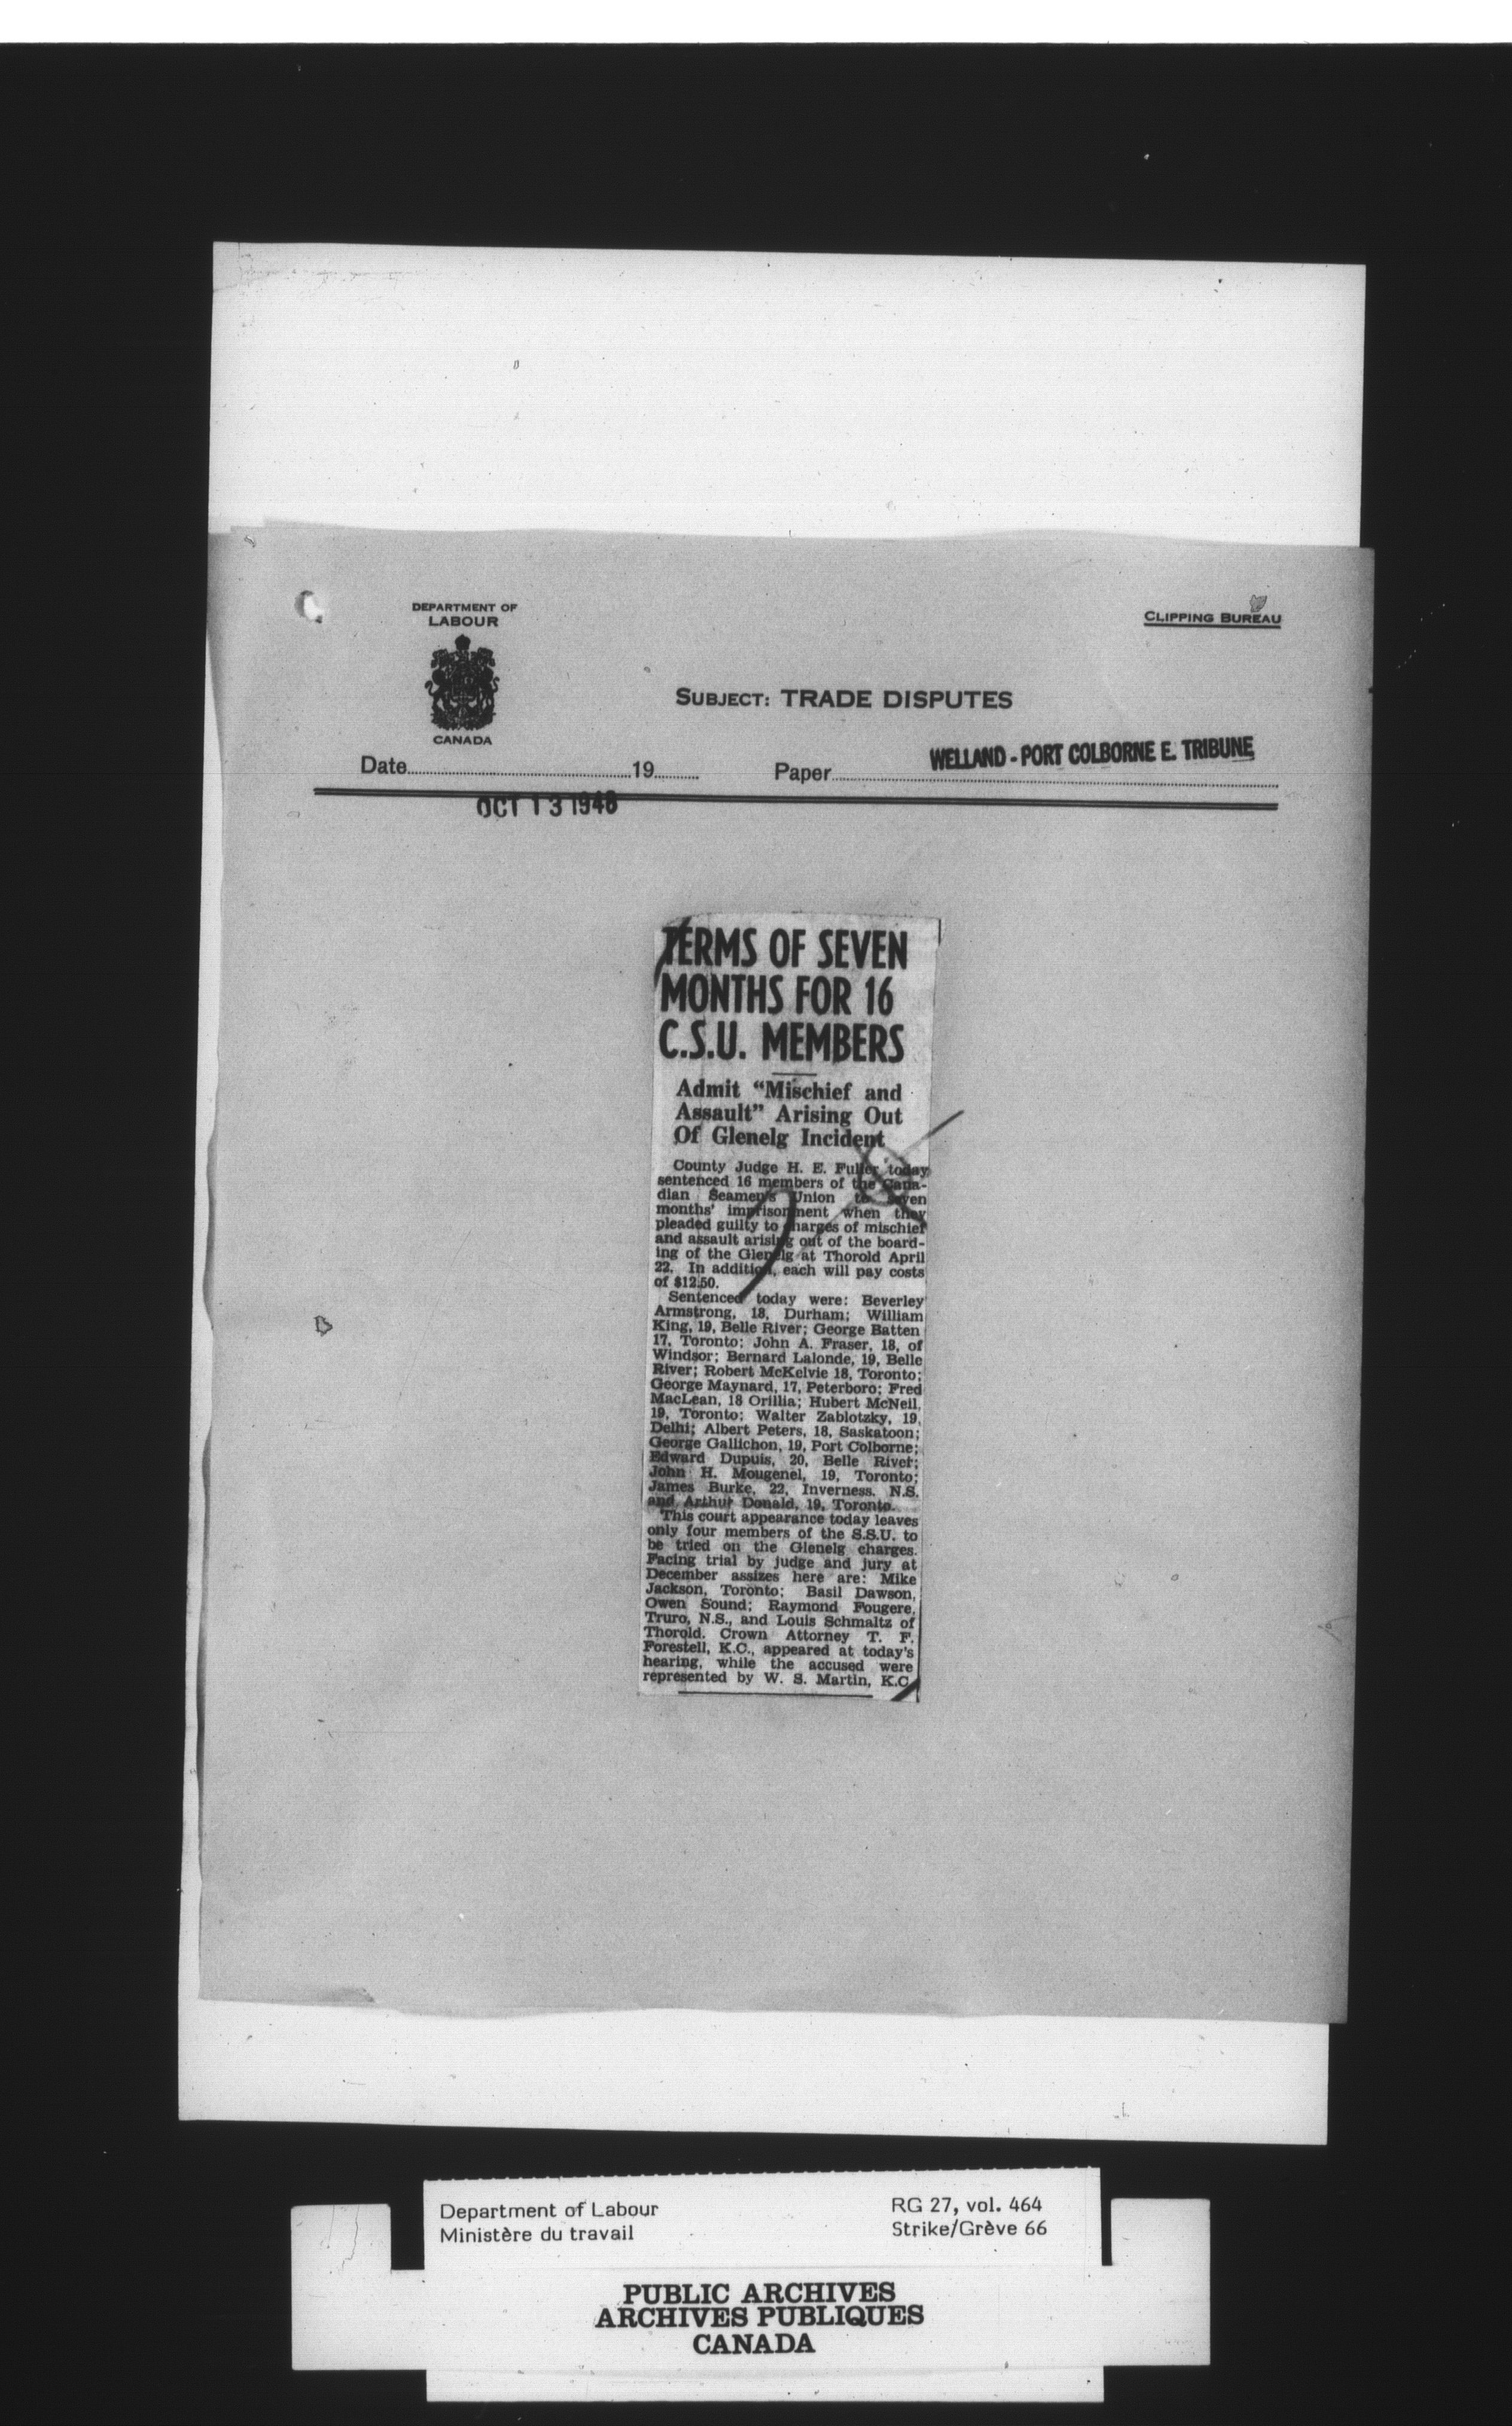 DEPARTMENT OF
LABOUR
CANADA
CLIPPING BUREAU
SUBJECT: TRADE DISPUTES
Date 19 Paper WELLAND - PORT COLBORNE E. TRIBUNE
OCT 13 1948
TERMS OF SEVEN
MONTHS FOR 16
C.S.U. MEMBERS
Admit "Mischief and
Assault" Arising Out
Of Glenelg Incident
County Judge H. E. Fuller today
sentenced 16 members of the Cana-
dian Seamen's Union to seven
months' imprisonment when they
pleaded guilty to charges of mischief
and assault arising out of the board-
ing of the Glenelg at Thorold April
22. In addition, each will pay costs
of $12.50.
Sentenced today were: Beverley
Armstrong, 18, Durham; William
King, 19, Belle River; George Batten
17, Toronto; John A. Fraser, 18, of
Windsor; Bernard Lalonde, 19, Belle
River; Robert McKelvie 18, Toronto;
George Maynard, 17, Peterboro; Fred
MacLean, 18 Orillia; Hubert McNeil,
19, Toronto; Walter Zablotzky, 19,
Delhi; Albert Peters, 18, Saskatoon;
George Gallichon, 19, Port Colborne;
Edward Dupuis, 20, Belle River;
John H. Mougenel, 19, Toronto;
James Burke, 22, Inverness. N.S.
and Arthur Donald, 19, Toronto.
This court appearance today leaves
only four members of the S.S.U. to
be tried on the Glenelg charges.
Facing trial by judge and jury at
December assizes here are: Mike
Jackson, Toronto; Basil Dawson,
Owen Sound; Raymond Fougere,
Truro, N.S., and Louis Schmaltz of
Thorold. Crown Attorney T. F.
Forestell, K.C., appeared at today's
hearing, while the accused were
represented by W. S. Martin, K.C.
Department of Labour
Ministère du travail
RG 27, vol. 464
Strike/Grève 66
PUBLIC ARCHIVES
ARCHIVES PUBLIQUES
CANADA